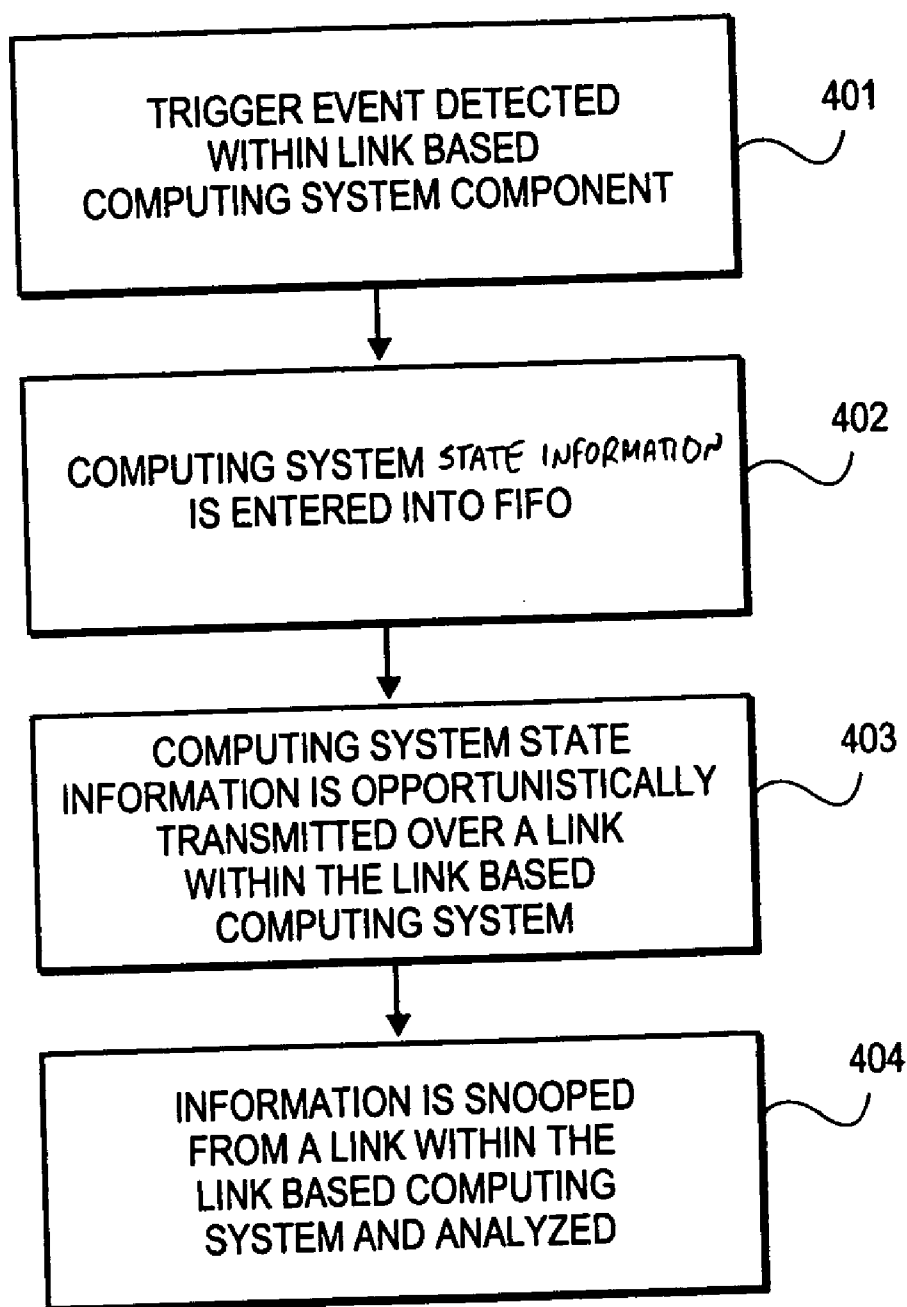 TRIGGER EVENT DETECTED
WITHIN LINK BASED
COMPUTING SYSTEM COMPONENT
401
COMPUTING SYSTEM STATE INFORMATION
IS ENTERED INTO FIFO
402
COMPUTING SYSTEM STATE
INFORMATION IS OPPORTUNISTICALLY
TRANSMITTED OVER A LINK
WITHIN THE LINK BASED
COMPUTING SYSTEM
403
INFORMATION IS SNOOPED
FROM A LINK WITHIN THE
LINK BASED COMPUTING
SYSTEM AND ANALYZED
404